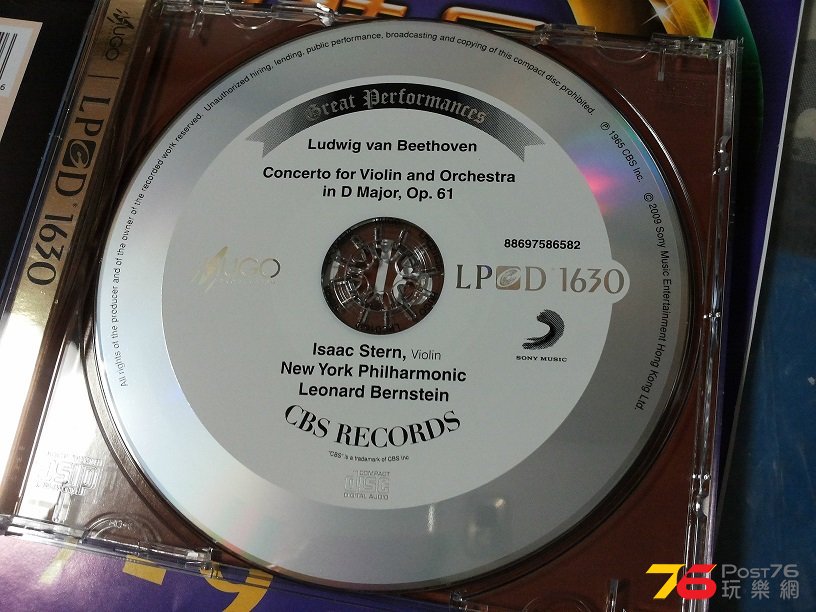 UGO
LPCD 1630
All rights of the producer and of the owner of the recorded work reserved. Unauthorized hiring, lending, public performance, broadcasting and copying of this compact disc prohibited.
℗ 1965 CBS Inc. © 2009 Sony Music Entertainment Hong Kong Ltd.
Great Performances
Ludwig van Beethoven
Concerto for Violin and Orchestra
in D Major, Op. 61
88697586582
UGO
LPCD 1630
SONY MUSIC
Isaac Stern, Violin
New York Philharmonic
Leonard Bernstein
CBS RECORDS
"CBS" is a trademark of CBS Inc
COMPACT
disc
DIGITAL AUDIO
76 Post76
玩樂網